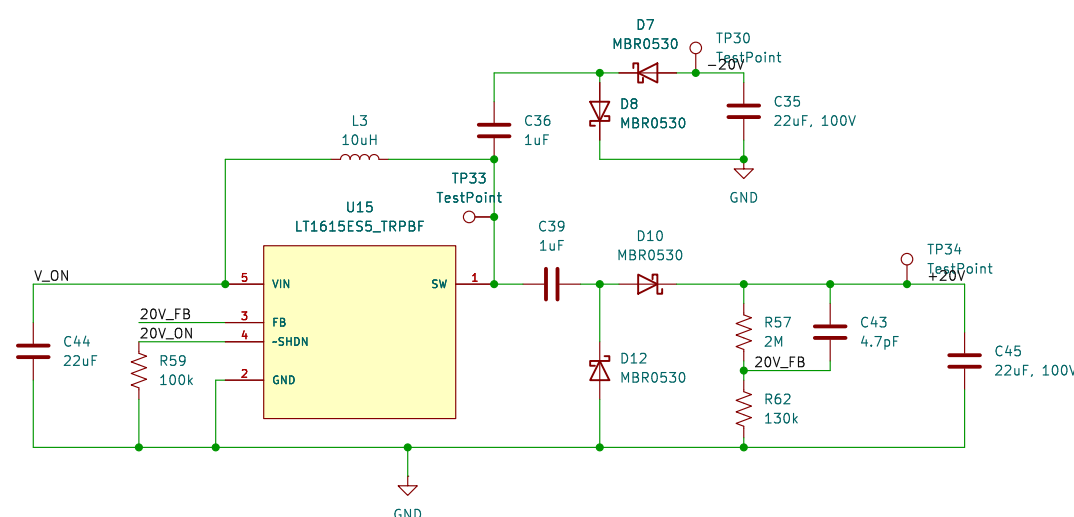 D7
MBR0530
TP30
TestPoint
-20V
D8
MBR0530
C35
22uF, 100V
GND
C36
1uF
L3
10uH
TP33
TestPoint
U15
LT1615ES5_TRPBF
C39
1uF
D10
MBR0530
TP34
TestPoint
+20V
V_ON
5
VIN
SW
1
20V_FB
3
FB
20V_ON
4
-SHDN
2
GND
C44
22uF
R59
100k
D12
MBR0530
R57
2M
C43
4.7pF
20V_FB
R62
130k
C45
22uF, 100V
GND